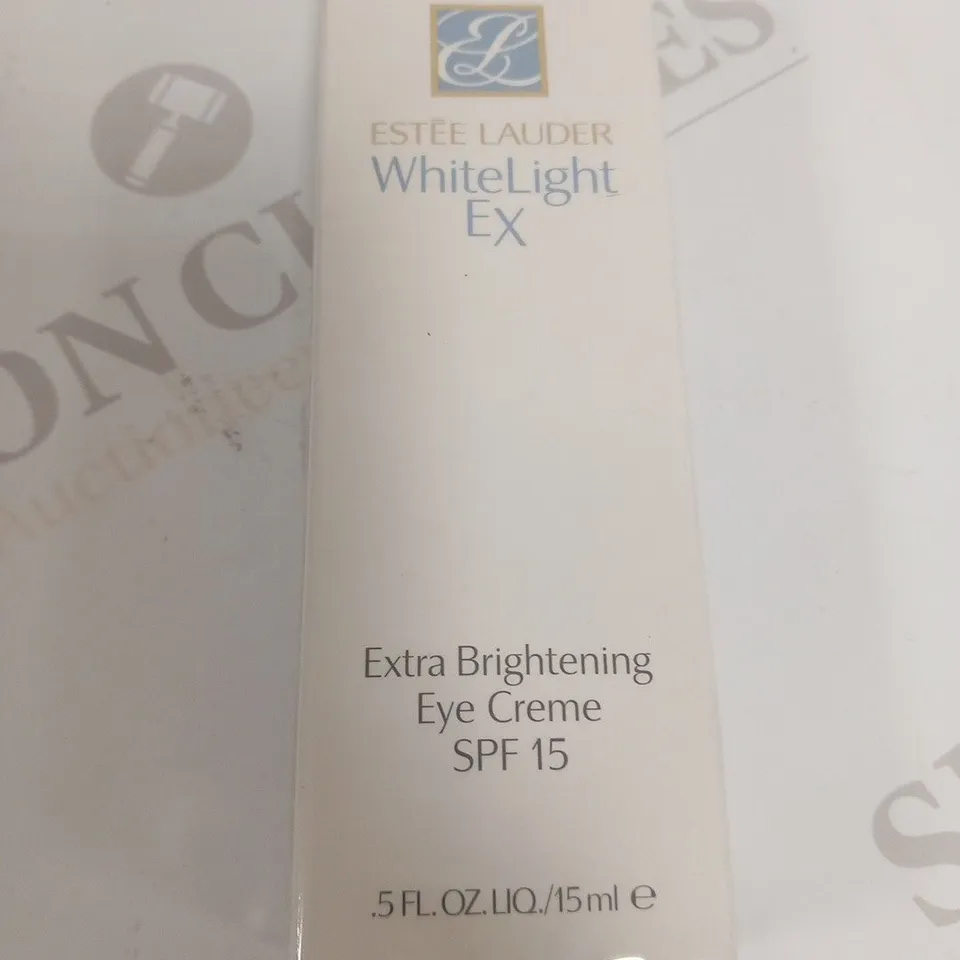 ESTĒE LAUDER
WhiteLight
EX
Extra Brightening
Eye Creme
SPF 15
.5 FL. OZ. LIQ./15 ml e